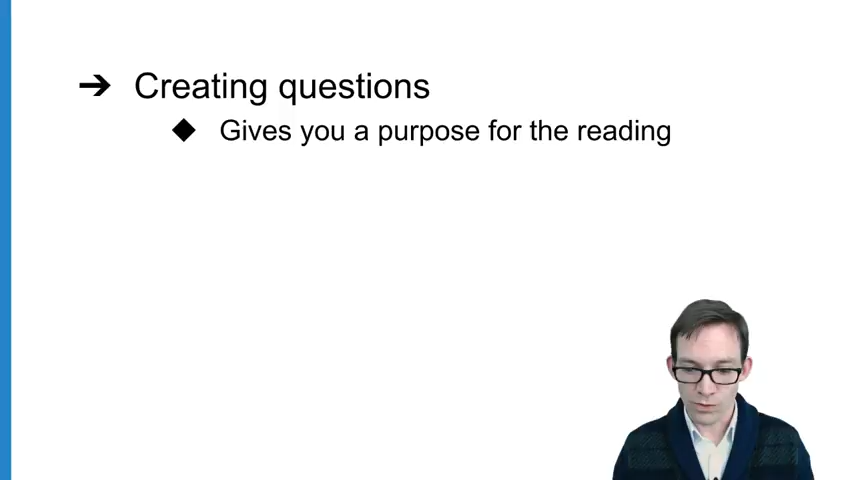 ➔ Creating questions
◆ Gives you a purpose for the reading